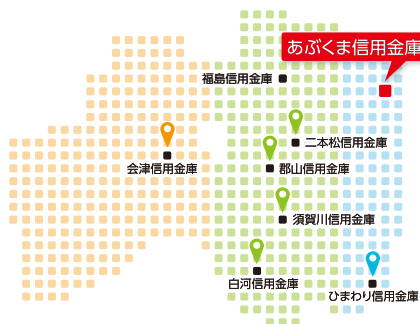 あぶくま信用金庫
福島信用金庫
二本松信用金庫
会津信用金庫
郡山信用金庫
須賀川信用金庫
白河信用金庫
ひまわり信用金庫